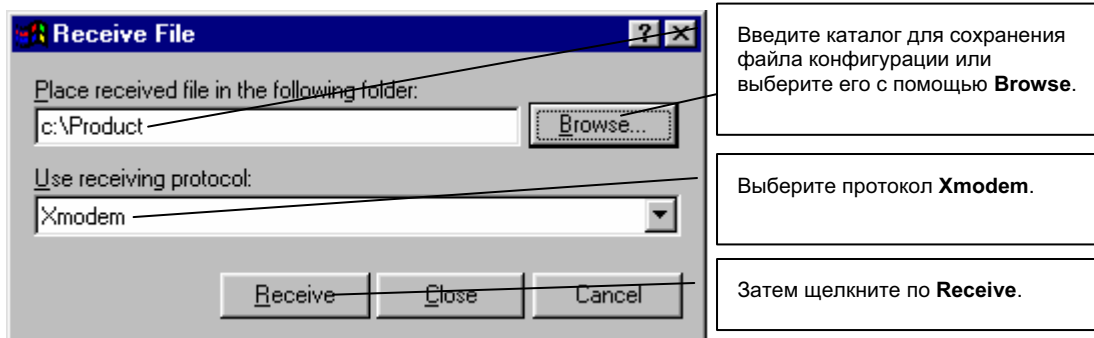 Receive File
Place received file in the following folder:
c:\Product
Browse...
Use receiving protocol:
Xmodem
Receive
Close
Cancel
Введите каталог для сохранения
файла конфигурации или
выберите его с помощью Browse.
Выберите протокол Xmodem.
Затем щелкните по Receive.